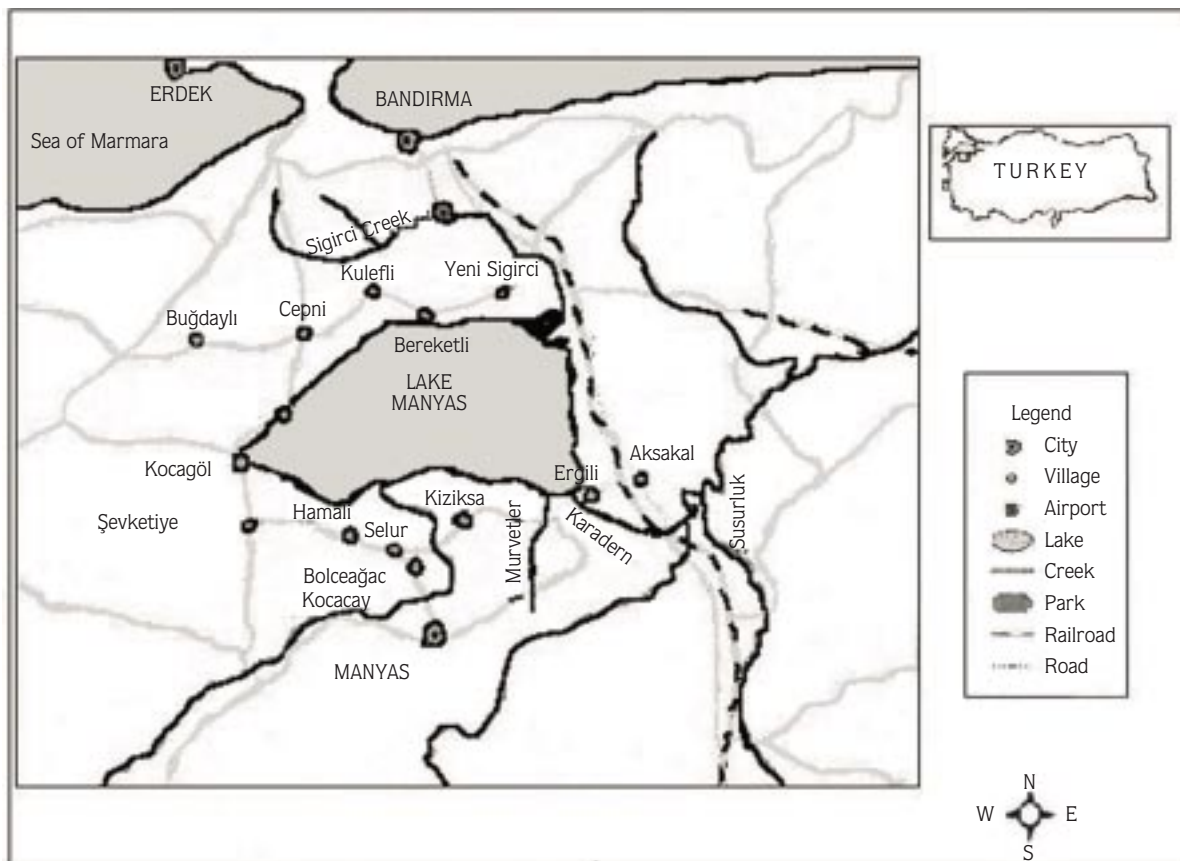 ERDEK
BANDIRMA
Sea of Marmara
TURKEY
Sigirci Creek
Kulefli
Yeni Sigirci
Cepni
Buğdaylı
Bereketli
LAKE
MANYAS
Kocagöl
Ergili
Aksakal
Şevketiye
Hamali
Kiziksa
Selur
Murvetler
Karadern
Susurluk
Bolceağac
Kocacay
MANYAS
Legend
City
Village
Airport
Lake
Creek
Park
Railroad
Road
N
W E
S